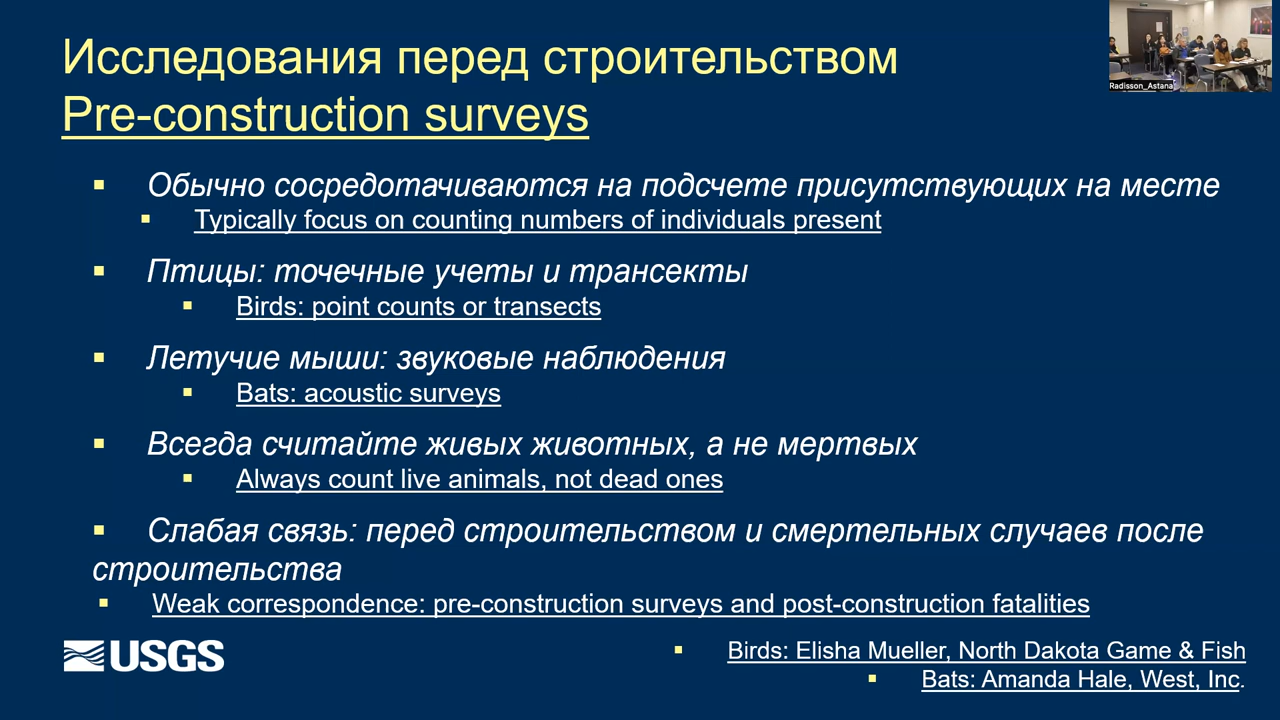 Исследования перед строительством
Pre-construction surveys
Radisson_Astana
▪ Обычно сосредотачиваются на подсчете присутствующих на месте
▪ Typically focus on counting numbers of individuals present
▪ Птицы: точечные учеты и трансекты
▪ Birds: point counts or transects
▪ Летучие мыши: звуковые наблюдения
▪ Bats: acoustic surveys
▪ Всегда считайте живых животных, а не мертвых
▪ Always count live animals, not dead ones
▪ Слабая связь: перед строительством и смертельных случаев после
строительства
▪ Weak correspondence: pre-construction surveys and post-construction fatalities
USGS
▪ Birds: Elisha Mueller, North Dakota Game & Fish
▪ Bats: Amanda Hale, West, Inc.